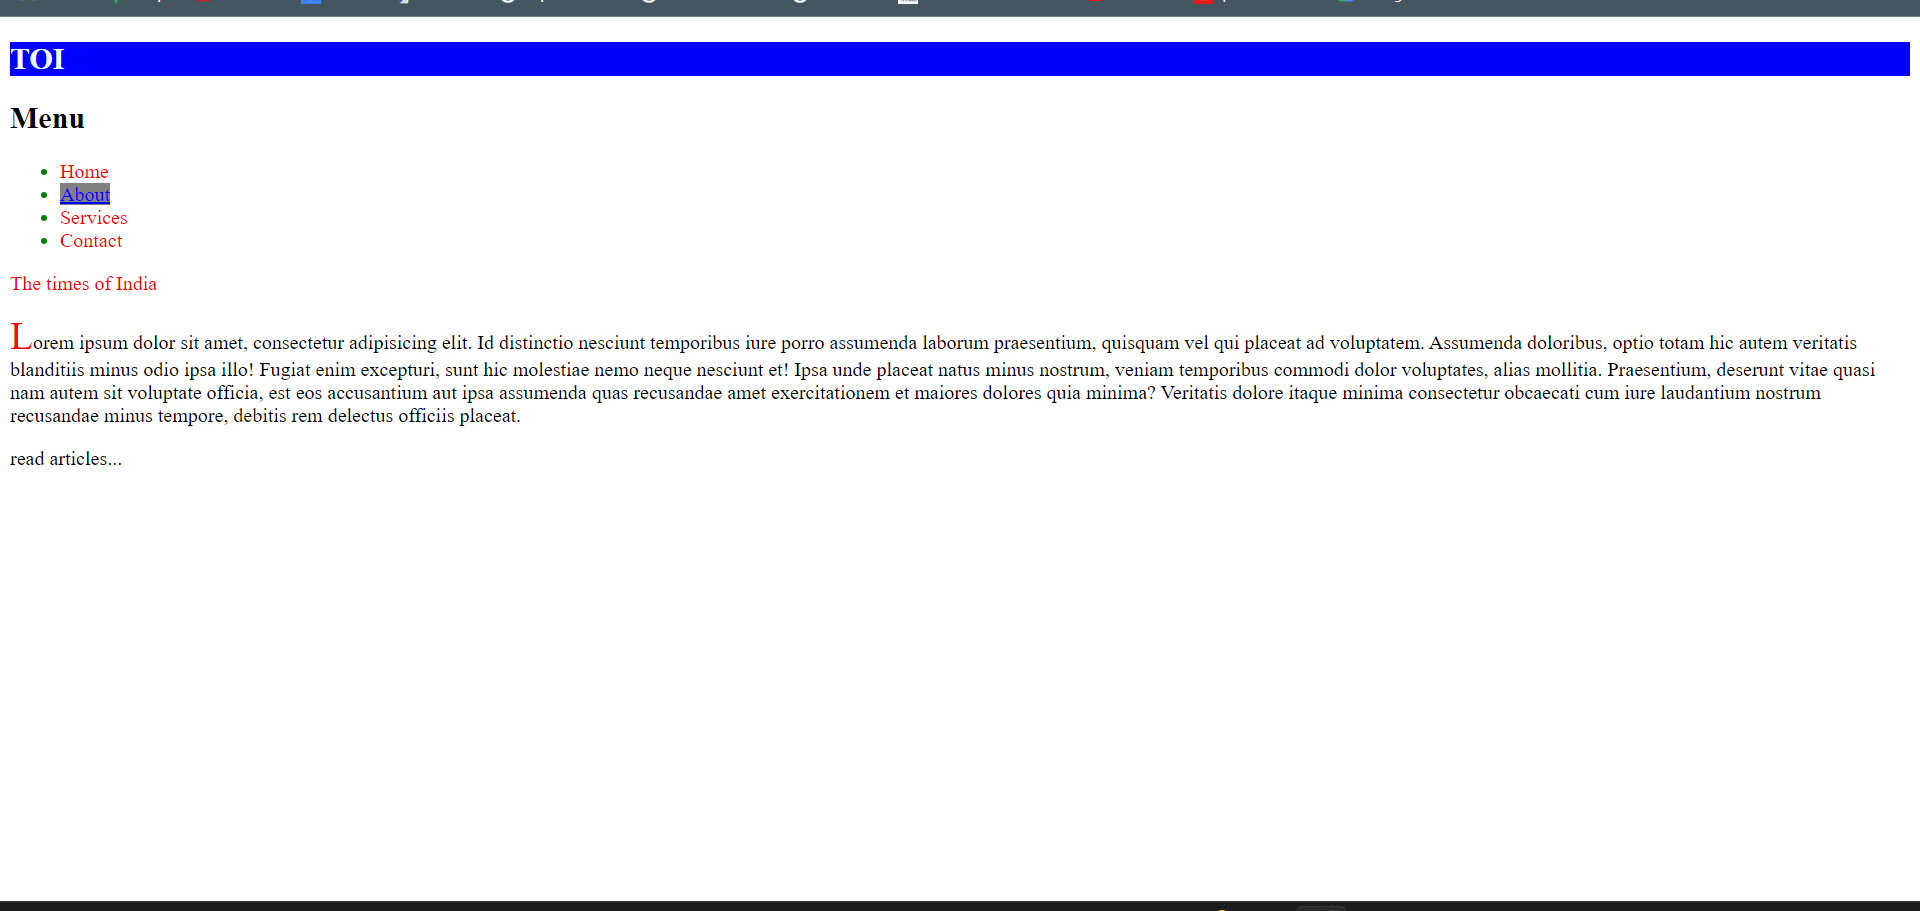 TOI
Menu
Home
About
Services
Contact
The times of India
Lorem ipsum dolor sit amet, consectetur adipisicing elit. Id distinctio nesciunt temporibus iure porro assumenda laborum praesentium, quisquam vel qui placeat ad voluptatem. Assumenda doloribus, optio totam hic autem veritatis
blanditiis minus odio ipsa illo! Fugiat enim excepturi, sunt hic molestiae nemo neque nesciunt et! Ipsa unde placeat natus minus nostrum, veniam temporibus commodi dolor voluptates, alias mollitia. Praesentium, deserunt vitae quasi
nam autem sit voluptate officia, est eos accusantium aut ipsa assumenda quas recusandae amet exercitationem et maiores dolores quia minima? Veritatis dolore itaque minima consectetur obcaecati cum iure laudantium nostrum
recusandae minus tempore, debitis rem delectus officiis placeat.
read articles...